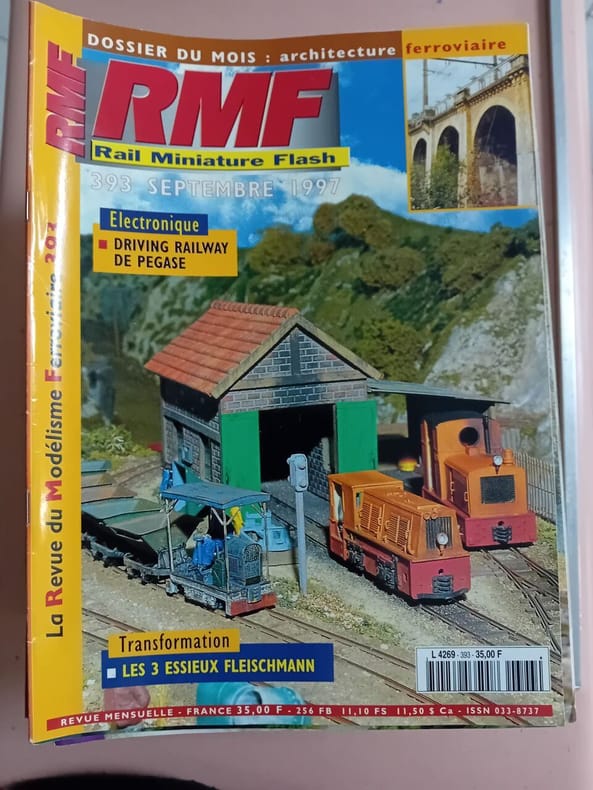 DOSSIER DU MOIS : architecture ferroviaire
RMF
RMF
Rail Miniature Flash
393 SEPTEMBRE 1997
Electronique
DRIVING RAILWAY
DE PEGASE
La Revue du Modélisme Ferroviaire 393
Transformation
LES 3 ESSIEUX FLEISCHMANN
L 4269 - 393 - 35,00 F
REVUE MENSUELLE - FRANCE 35,00 F - 256 FB 11,10 FS 11,50 $ Ca - ISSN 033-8737